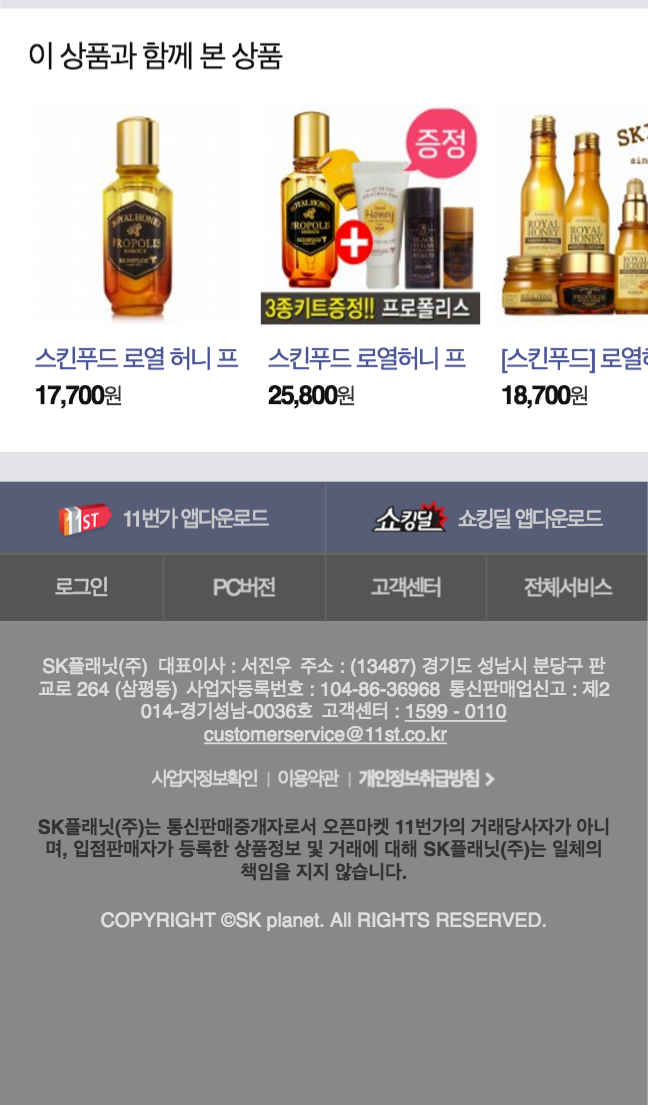 이 상품과 함께 본 상품
ROYAL HONEY
PROPOLIS
증정
ROYAL HONEY
PROPOLIS
Honey
BLACK SUGAR
3종키트증정!! 프로폴리스
SK
sin
ROYAL HONEY
ROYAL HONEY
스킨푸드 로열 허니 프
스킨푸드 로열허니 프
[스킨푸드] 로열허
17,700원
25,800원
18,700원
11ST 11번가 앱다운로드
쇼킹딜 쇼킹딜 앱다운로드
로그인 PC버전 고객센터 전체서비스
SK플래닛(주) 대표이사 : 서진우 주소 : (13487) 경기도 성남시 분당구 판
교로 264 (삼평동) 사업자등록번호 : 104-86-36968 통신판매업신고 : 제2
014-경기성남-0036호 고객센터 : 1599 - 0110
customerservice@11st.co.kr
사업자정보확인 | 이용약관 | 개인정보취급방침 >
SK플래닛(주)는 통신판매중개자로서 오픈마켓 11번가의 거래당사자가 아니
며, 입점판매자가 등록한 상품정보 및 거래에 대해 SK플래닛(주)는 일체의
책임을 지지 않습니다.
COPYRIGHT ©SK planet. All RIGHTS RESERVED.